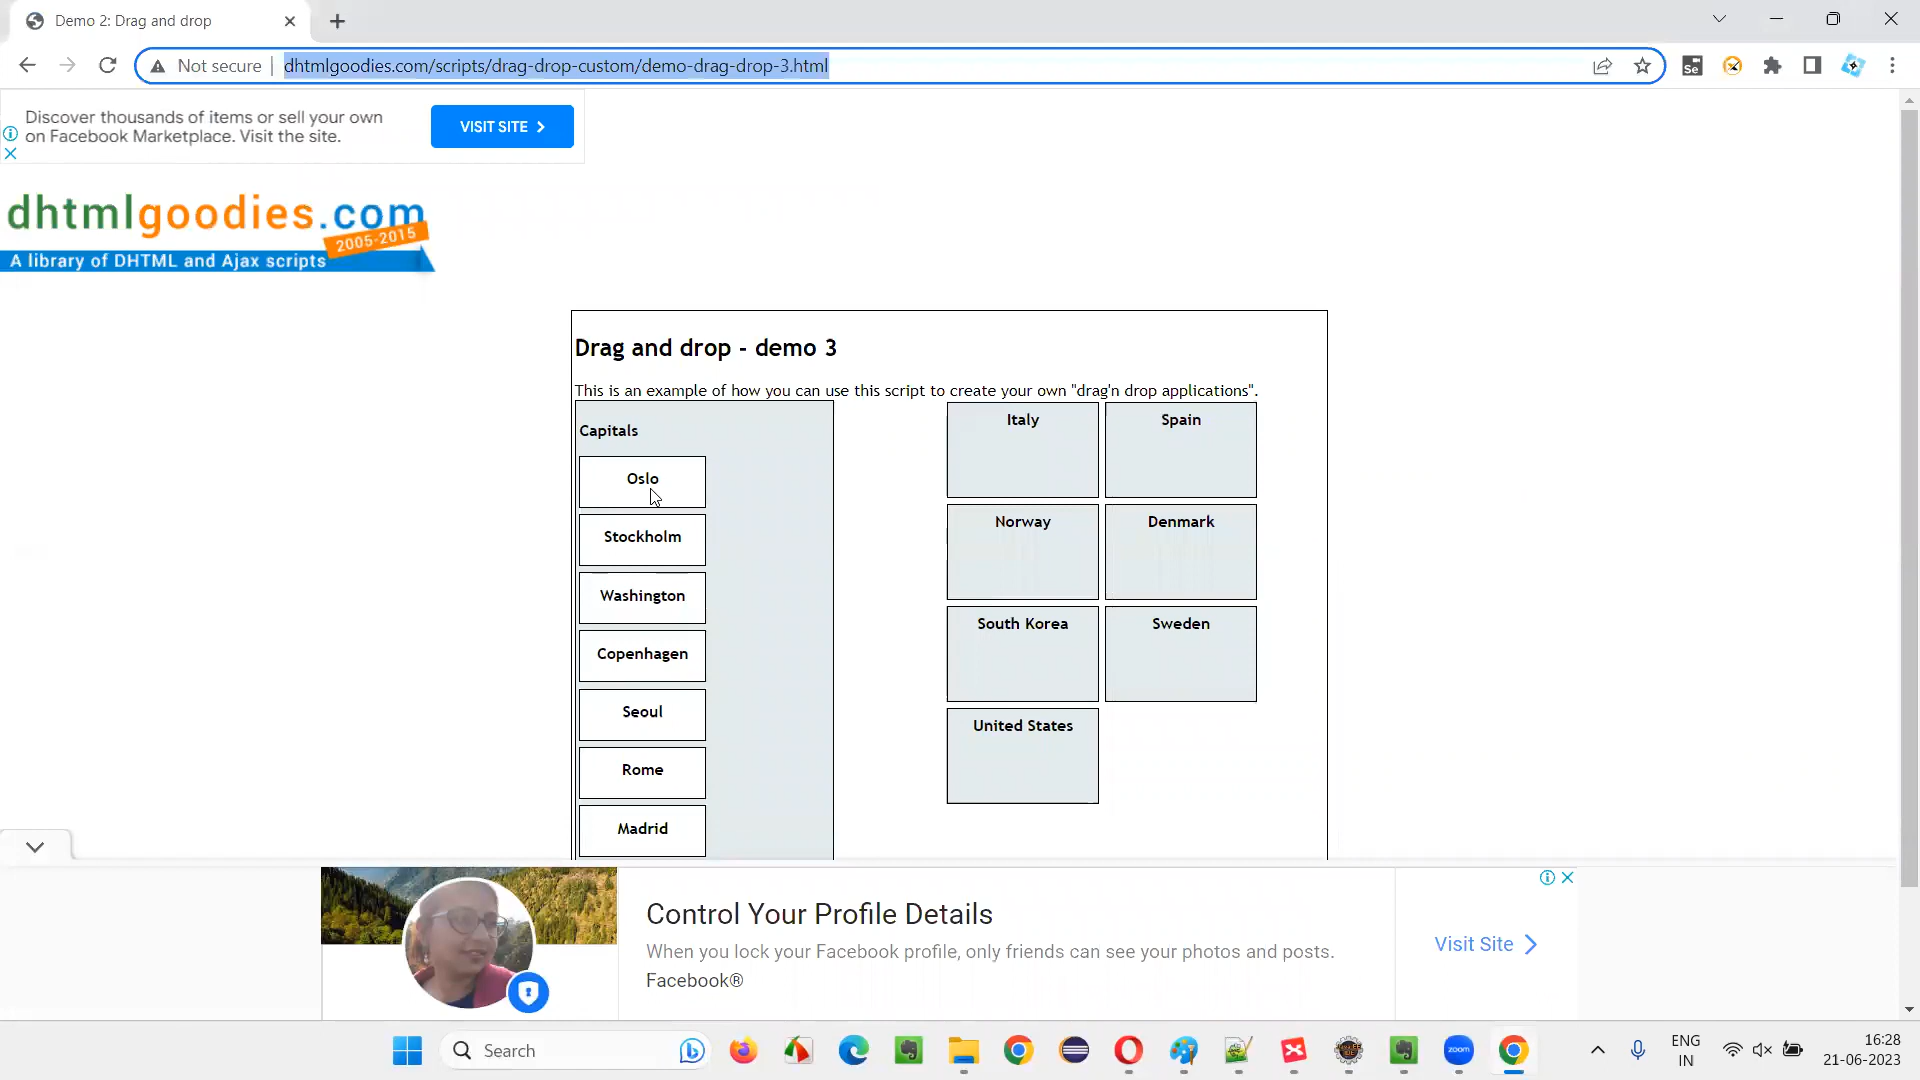 Demo 2: Drag and drop
Not secure
dhtmlgoodies.com/scripts/drag-drop-custom/demo-drag-drop-3.html
Se
Discover thousands of items or sell your own
on Facebook Marketplace. Visit the site.
VISIT SITE
dhtmlgoodies.com
2005-2015
A library of DHTML and Ajax scripts
Drag and drop - demo 3
This is an example of how you can use this script to create your own "drag'n drop applications".
Capitals
Oslo
Stockholm
Washington
Copenhagen
Seoul
Rome
Madrid
Italy
Spain
Norway
Denmark
South Korea
Sweden
United States
Control Your Profile Details
When you lock your Facebook profile, only friends can see your photos and posts.
Facebook®
Visit Site
Search
zoom
ENG
IN
16:28
21-06-2023